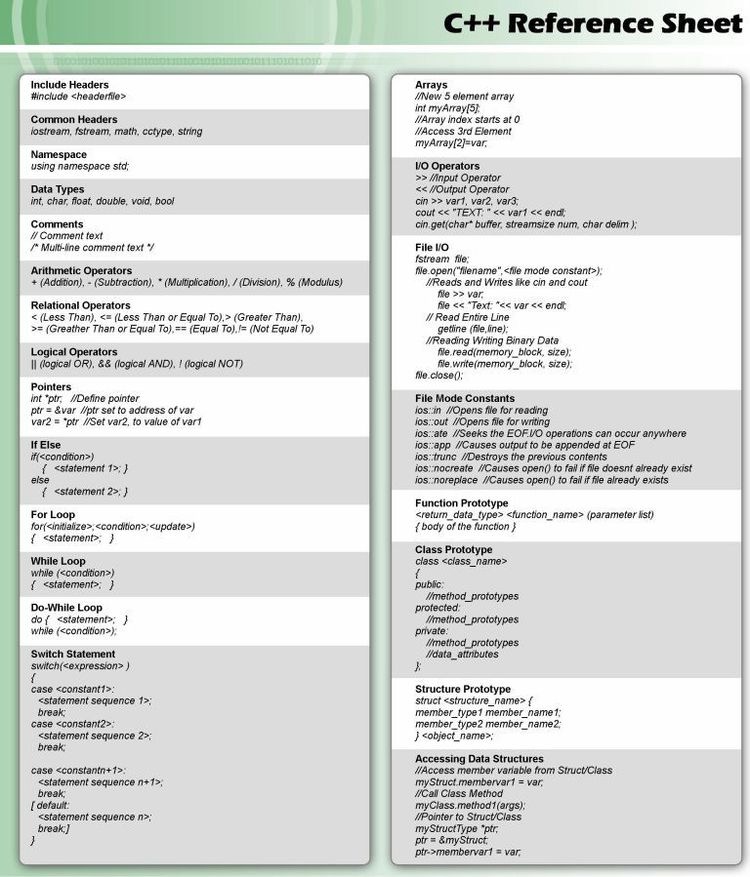 C++ Reference Sheet
Include Headers
#include <headerfile>
Common Headers
iostream, fstream, math, cctype, string
Namespace
using namespace std;
Data Types
int, char, float, double, void, bool
Comments
// Comment text
/* Multi-line comment text */
Arithmetic Operators
+ (Addition), - (Subtraction), * (Multiplication), / (Division), % (Modulus)
Relational Operators
< (Less Than), <= (Less Than or Equal To),> (Greater Than),
>= (Greather Than or Equal To),== (Equal To),!= (Not Equal To)
Logical Operators
|| (logical OR), && (logical AND), ! (logical NOT)
Pointers
int *ptr;  //Define pointer
ptr = &var  //ptr set to address of var
var2 = *ptr  //Set var2, to value of var1
If Else
if(<condition>)
{  <statement 1>; }
else
{  <statement 2>; }
For Loop
for(<initialize>;<condition>;<update>)
{  <statement>;  }
While Loop
while (<condition>)
{  <statement>;  }
Do-While Loop
do {  <statement>;  }
while (<condition>);
Switch Statement
switch(<expression> )
{
case <constant1>:
<statement sequence 1>;
break;
case <constant2>:
<statement sequence 2>;
break;
case <constantn+1>:
<statement sequence n+1>;
break;
[ default:
<statement sequence n>;
break;]
}
Arrays
//New 5 element array
int myArray[5];
//Array index starts at 0
//Access 3rd Element
myArray[2]=var;
I/O Operators
>> //Input Operator
<< //Output Operator
cin >> var1, var2, var3;
cout << "TEXT: " << var1 << endl;
cin.get(char* buffer, streamsize num, char delim );
File I/O
fstream  file;
file.open("filename",<file mode constant>);
//Reads and Writes like cin and cout
file >> var;
file << "Text: "<< var << endl;
// Read Entire Line
getline (file,line);
//Reading Writing Binary Data
file.read(memory_block, size);
file.write(memory_block, size);
file.close();
File Mode Constants
ios::in  //Opens file for reading
ios::out  //Opens file for writing
ios::ate  //Seeks the EOF.I/O operations can occur anywhere
ios::app  //Causes output to be appended at EOF
ios::trunc  //Destroys the previous contents
ios::nocreate  //Causes open() to fail if file doesnt already exist
ios::noreplace  //Causes open() to fail if file already exists
Function Prototype
<return_data_type> <function_name> (parameter list)
{ body of the function }
Class Prototype
class <class_name>
{
public:
//method_prototypes
protected:
//method_prototypes
private:
//method_prototypes
//data_attributes
};
Structure Prototype
struct <structure_name> {
member_type1 member_name1;
member_type2 member_name2;
} <object_name>;
Accessing Data Structures
//Access member variable from Struct/Class
myStruct.membervar1 = var;
//Call Class Method
myClass.method1(args);
//Pointer to Struct/Class
myStructType *ptr;
ptr = &myStruct;
ptr->membervar1 = var;